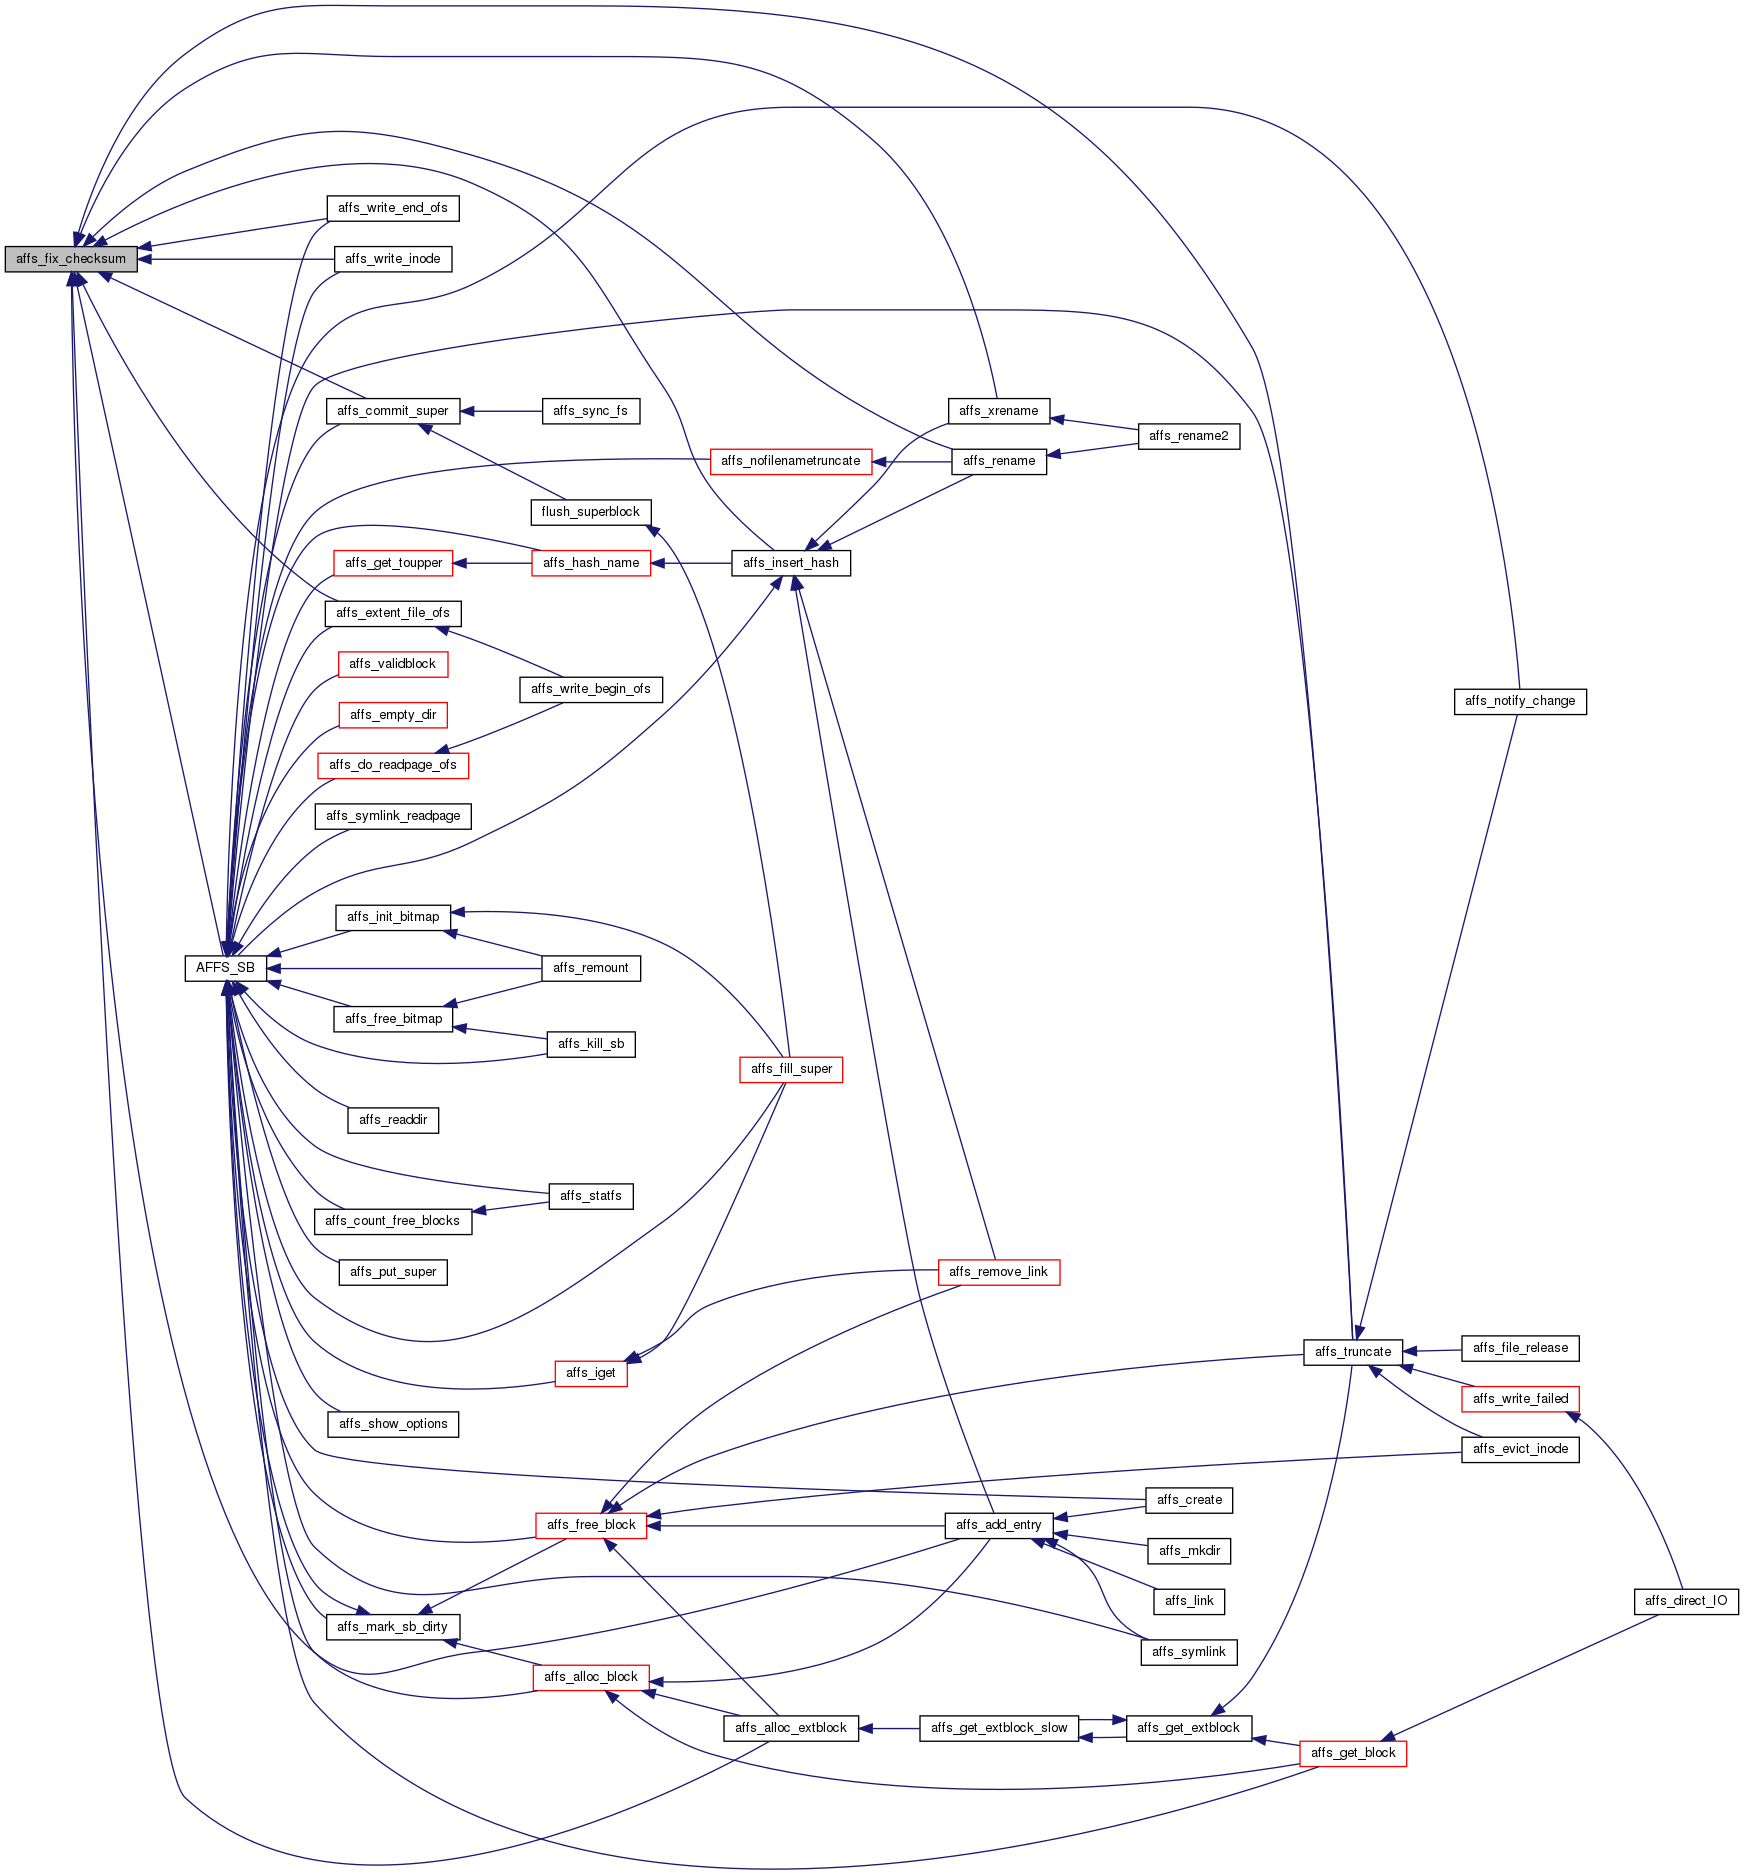 affs_write_end_ofs
affs_fix_checksum
affs_write_inode
affs_commit_super
affs_sync_fs
affs_xrename
affs_rename2
affs_nofilenametruncate
affs_rename
flush_superblock
affs_get_toupper
affs_hash_name
affs_insert_hash
affs_extent_file_ofs
affs_validblock
affs_write_begin_ofs
affs_notify_change
affs_empty_dir
affs_do_readpage_ofs
affs_symlink_readpage
affs_init_bitmap
AFFS_SB
affs_remount
affs_free_bitmap
affs_kill_sb
affs_fill_super
affs_readdir
affs_statfs
affs_count_free_blocks
affs_put_super
affs_remove_link
affs_truncate
affs_file_release
affs_iget
affs_write_failed
affs_show_options
affs_evict_inode
affs_create
affs_free_block
affs_add_entry
affs_mkdir
affs_link
affs_direct_IO
affs_mark_sb_dirty
affs_symlink
affs_alloc_block
affs_alloc_extblock
affs_get_extblock_slow
affs_get_extblock
affs_get_block